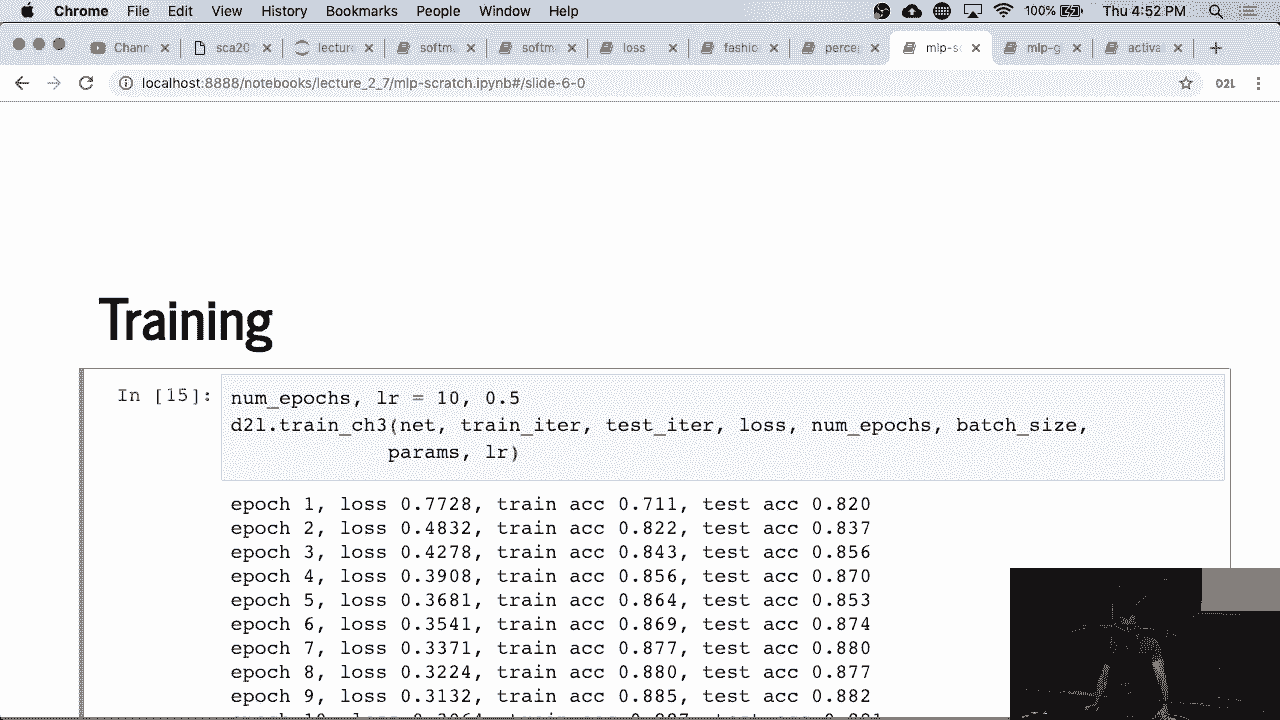 Chrome File Edit View History Bookmarks People Window Help 100% Thu 4:52 PM
Chann sca20 lecture softm softm loss fashio percep mlp-sc mlp-g activa
localhost:8888/notebooks/lecture_2_7/mlp-scratch.ipynb#/slide-6-0
Training
In [15]: num_epochs, lr = 10, 0.5
d2l.train_ch3(net, train_iter, test_iter, loss, num_epochs, batch_size,
params, lr)
epoch 1, loss 0.7728, train acc 0.711, test acc 0.820
epoch 2, loss 0.4832, train acc 0.822, test acc 0.837
epoch 3, loss 0.4278, train acc 0.843, test acc 0.856
epoch 4, loss 0.3908, train acc 0.856, test acc 0.870
epoch 5, loss 0.3681, train acc 0.864, test acc 0.853
epoch 6, loss 0.3541, train acc 0.869, test acc 0.874
epoch 7, loss 0.3371, train acc 0.877, test acc 0.880
epoch 8, loss 0.3224, train acc 0.880, test acc 0.877
epoch 9, loss 0.3132, train acc 0.885, test acc 0.882